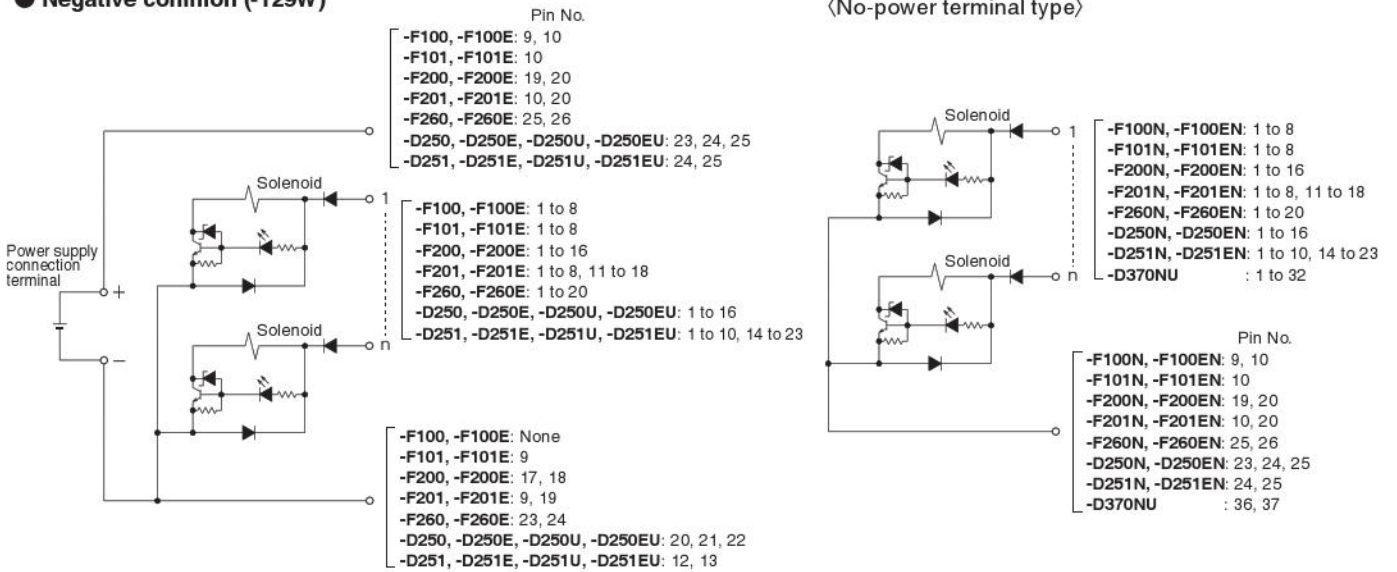 ● Negative common (-129W)
Pin No.
-F100, -F100E: 9, 10
-F101, -F101E: 10
-F200, -F200E: 19, 20
-F201, -F201E: 10, 20
-F260, -F260E: 25, 26
-D250, -D250E, -D250U, -D250EU: 23, 24, 25
-D251, -D251E, -D251U, -D251EU: 24, 25
Solenoid
1
-F100, -F100E: 1 to 8
-F101, -F101E: 1 to 8
-F200, -F200E: 1 to 16
-F201, -F201E: 1 to 8, 11 to 18
-F260, -F260E: 1 to 20
-D250, -D250E, -D250U, -D250EU: 1 to 16
-D251, -D251E, -D251U, -D251EU: 1 to 10, 14 to 23
Power supply
connection
terminal
+
−
Solenoid
n
-F100, -F100E: None
-F101, -F101E: 9
-F200, -F200E: 17, 18
-F201, -F201E: 9, 19
-F260, -F260E: 23, 24
-D250, -D250E, -D250U, -D250EU: 20, 21, 22
-D251, -D251E, -D251U, -D251EU: 12, 13
〈No-power terminal type〉
Solenoid
1
-F100N, -F100EN: 1 to 8
-F101N, -F101EN: 1 to 8
-F200N, -F200EN: 1 to 16
-F201N, -F201EN: 1 to 8, 11 to 18
-F260N, -F260EN: 1 to 20
-D250N, -D250EN: 1 to 16
-D251N, -D251EN: 1 to 10, 14 to 23
-D370NU : 1 to 32
Solenoid
n
Pin No.
-F100N, -F100EN: 9, 10
-F101N, -F101EN: 10
-F200N, -F200EN: 19, 20
-F201N, -F201EN: 10, 20
-F260N, -F260EN: 25, 26
-D250N, -D250EN: 23, 24, 25
-D251N, -D251EN: 24, 25
-D370NU : 36, 37